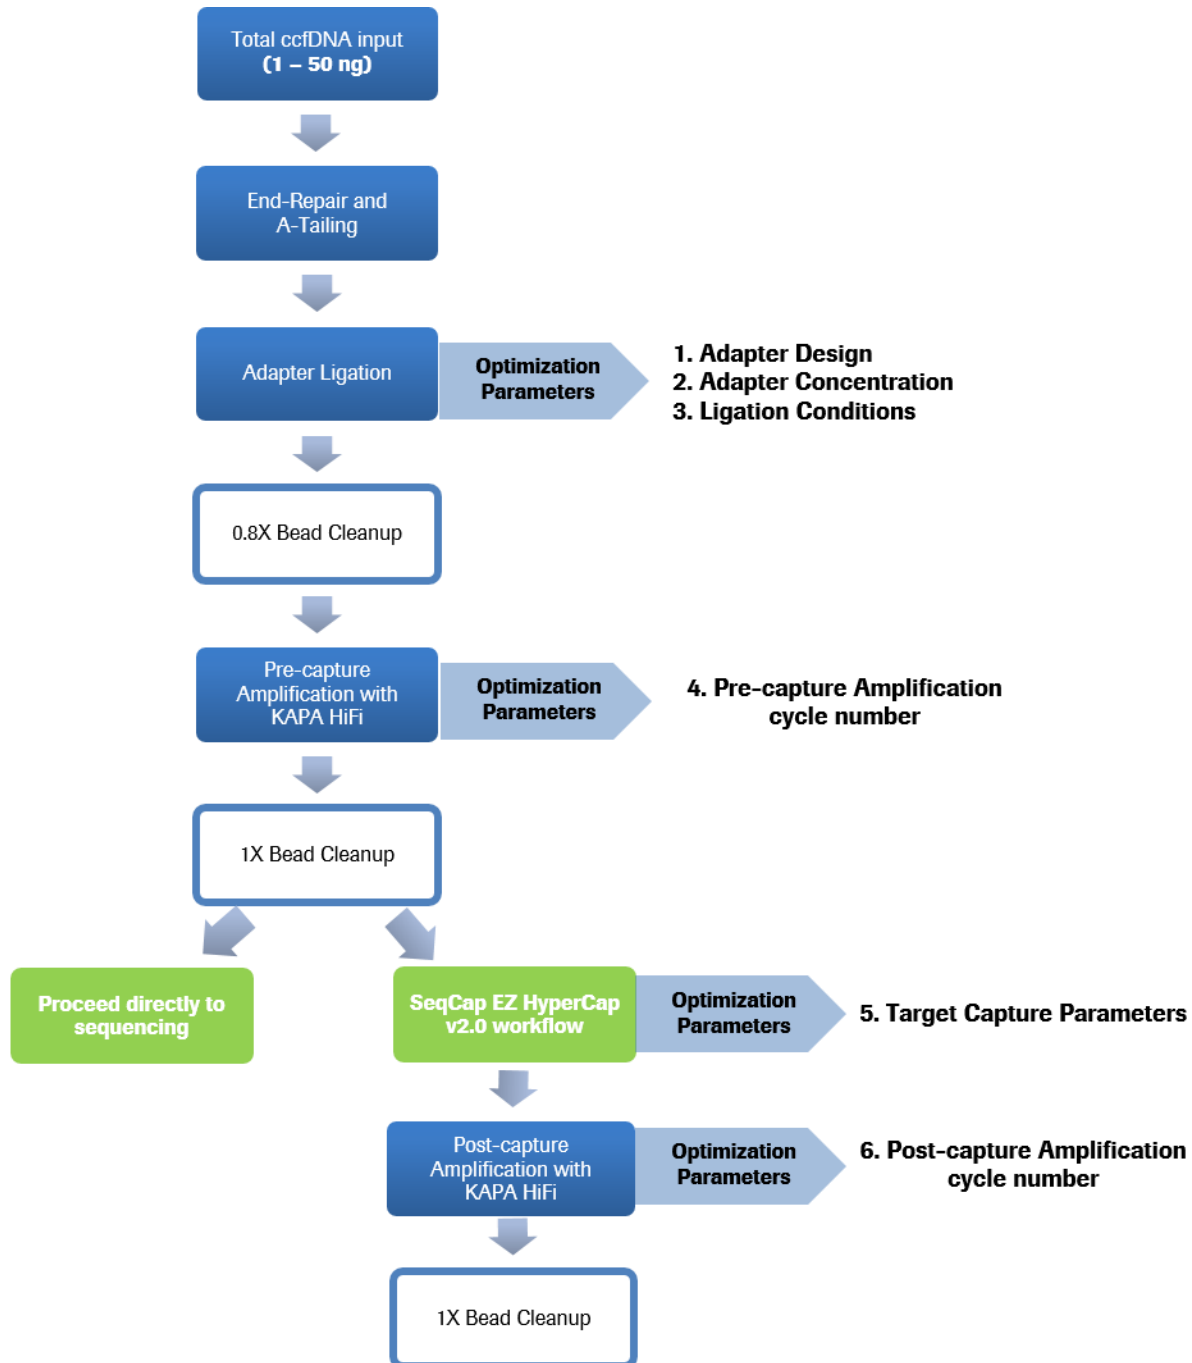 Total ccfDNA input
(1 – 50 ng)
End-Repair and
A-Tailing
Adapter Ligation
Optimization
Parameters
1. Adapter Design
2. Adapter Concentration
3. Ligation Conditions
0.8X Bead Cleanup
Pre-capture
Amplification with
KAPA HiFi
Optimization
Parameters
4. Pre-capture Amplification
cycle number
1X Bead Cleanup
Proceed directly to
sequencing
SeqCap EZ HyperCap
v2.0 workflow
Optimization
Parameters
5. Target Capture Parameters
Post-capture
Amplification with
KAPA HiFi
Optimization
Parameters
6. Post-capture Amplification
cycle number
1X Bead Cleanup